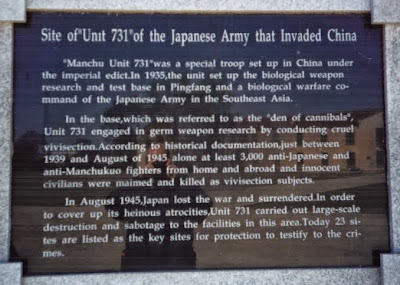 Site of"Unit 731"of the Japanese Army that Invaded China
"Manchu Unit 731"was a special troop set up in China under
the imperial edict.In 1935,the unit set up the biological weapon
research and test base in Pingfang and a biologcal warfare co-
mmand of the Japanese Army in the Southeast Asia.
In the base,which was referred to as the "den of cannibals",
Unit 731 engaged in germ weapon research by conducting cruel
vivisection.According to historical documentation,just between
1939 and August of 1945 alone at least 3,000 anti-Japanese and
anti-Manchukuo fighters from home and abroad and innocent
civilians were maimed and killed as vivisection subjects.
In August 1945,Japan lost the war and surrendered.In order
to cover up its heinous atrocities,Unit 731 carried out large-scale
destruction and sabotage to the facilities in this area.Today 23 si-
tes are listed as the key sites for protection to testify to the cri-
mes.